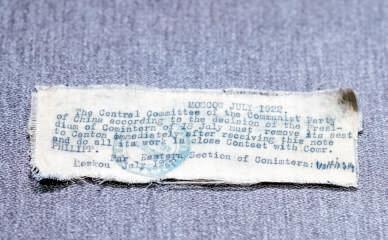 MOSCOW JULY 1922
The Central Committee of the Communist Party
of China according to the decision of the Presi-
dium of Comintern of 18 July must remove its seat
to Canton immediately after receiving this note
and do all its work in close Contact with Comr.
PHILIPP.
Far Eastern Section of Comintern:
Moskou July